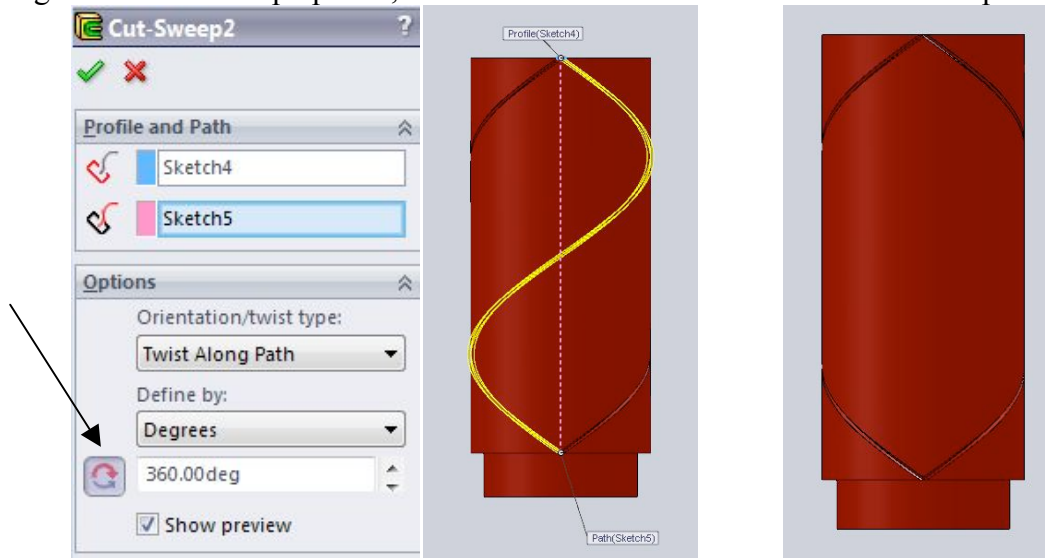 Cut-Sweep2 ?
Profile and Path
Sketch4
Sketch5
Options
Orientation/twist type:
Twist Along Path
Define by:
Degrees
360.00deg
Show preview
Profile(Sketch4)
Path(Sketch5)